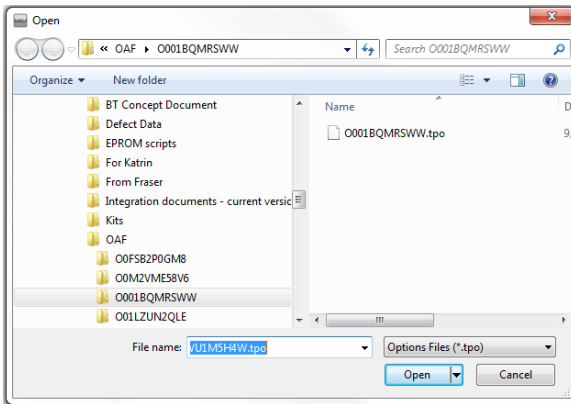 Open
« OAF ▸ O001BQMRSWW
Search O001BQMRSWW
Organize ▾ New folder
BT Concept Document
Defect Data
EPROM scripts
For Katrin
From Fraser
Integration documents - current versic
Kits
OAF
O0FSB2P0GM8
O0M2VME58V6
O001BQMRSWW
O01LZUN2QLE
Name
D
O001BQMRSWW.tpo
9,
File name: VU1M5H4W.tpo
Options Files (*.tpo)
Open
Cancel